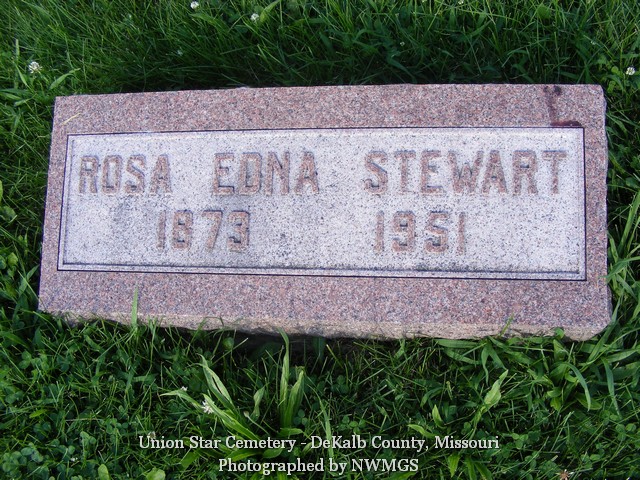 ROSA EDNA STEWART
1873 1951
Union Star Cemetery - DeKalb County, Missouri
Photographed by NWMGS